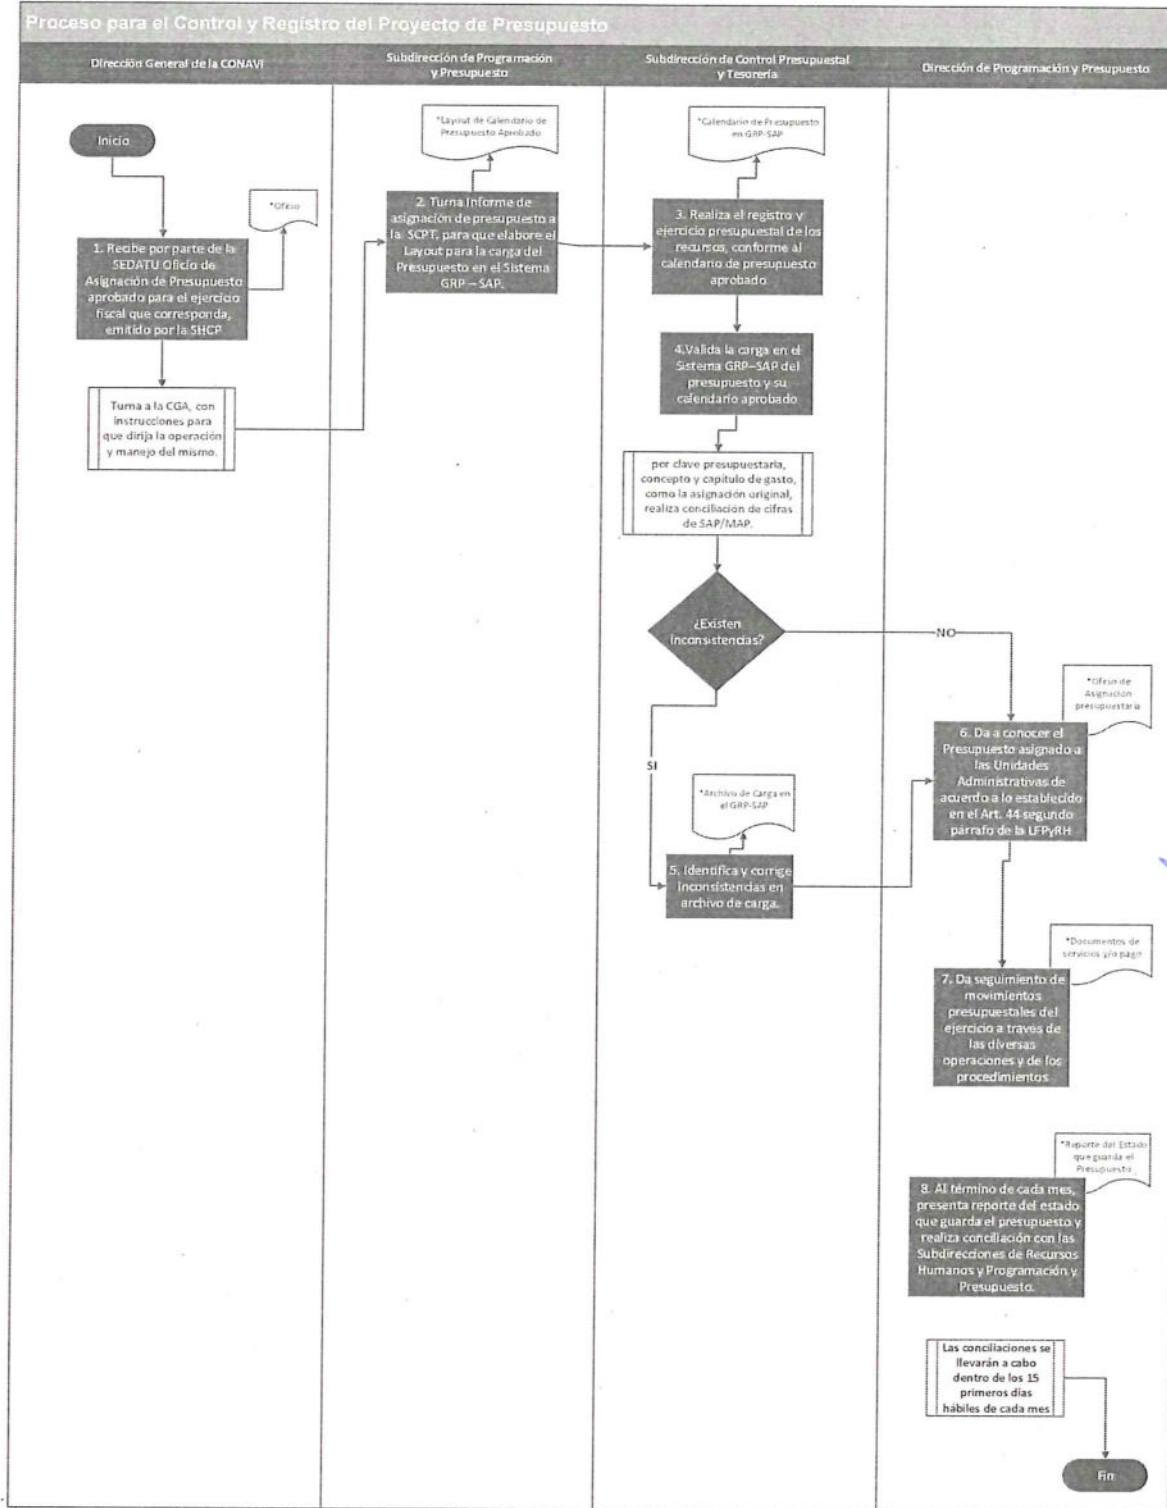 Proceso para el Control y Registro del Proyecto de Presupuesto
Dirección General de la CONAVI
Subdirección de Programación
y Presupuesto
Subdirección de Control Presupuestal
y Tesorería
Dirección de Programación y Presupuesto
Inicio
*Oficio
1. Recibe por parte de la
SEDATU Oficio de
Asignación de Presupuesto
aprobado para el ejercicio
fiscal que corresponda,
emitido por la SHCP
Turna a la CGA, con
instrucciones para
que dirija la operación
y manejo del mismo.
*Layout de Calendario de
Presupuesto Aprobado
2. Turna Informe de
asignación de presupuesto a
la SCPT, para que elabore el
Layout para la carga del
Presupuesto en el Sistema
GRP – SAP.
*Calendario de Presupuesto
en GRP-SAP
3. Realiza el registro y
ejercicio presupuestal de los
recursos, conforme al
calendario de presupuesto
aprobado
4.Valida la carga en el
Sistema GRP–SAP del
presupuesto y su
calendario aprobado
por clave presupuestaria,
concepto y capítulo de gasto,
como la asignación original,
realiza conciliación de cifras
de SAP/MAP.
¿Existen
Inconsistencias?
NO
SI
*Archivo de Carga en
el GRP-SAP
5. Identifica y corrige
Inconsistencias en
archivo de carga.
*Oficio de
Asignación
presupuestaria
6. Da a conocer el
Presupuesto asignado a
las Unidades
Administrativas de
acuerdo a lo establecido
en el Art. 44 segundo
párrafo de la LFPyRH
*Documentos de
servicios y/o pago
7. Da seguimiento de
movimientos
presupuestales del
ejercicio a través de
las diversas
operaciones y de los
procedimientos
*Reporte del Estado
que guarda el
Presupuesto
8. Al término de cada mes,
presenta reporte del estado
que guarda el presupuesto y
realiza conciliación con las
Subdirecciones de Recursos
Humanos y Programación y
Presupuesto.
Las conciliaciones se
llevarán a cabo
dentro de los 15
primeros días
hábiles de cada mes
Fin